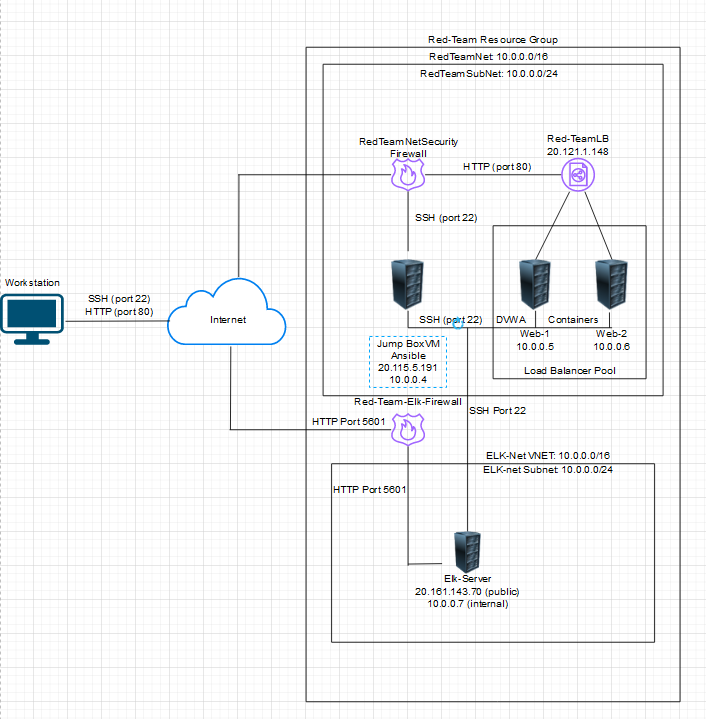 Red-Team Resource Group
RedTeamNet: 10.0.0.0/16
RedTeamSubNet: 10.0.0.0/24
RedTeamNetSecurity
Firewall
Red-TeamLB
20.121.1.148
HTTP (port 80)
SSH (port 22)
Workstation
SSH (port 22)
HTTP (port 80)
Internet
SSH (port 22)
DVWA
Containers
Web-1
10.0.0.5
Web-2
10.0.0.6
Load Balancer Pool
Jump BoxVM
Ansible
20.115.5.191
10.0.0.4
Red-Team-Elk-Firewall
SSH Port 22
HTTP Port 5601
ELK-Net VNET: 10.0.0.0/16
ELK-net Subnet: 10.0.0.0/24
HTTP Port 5601
Elk-Server
20.161.143.70 (public)
10.0.0.7 (internal)